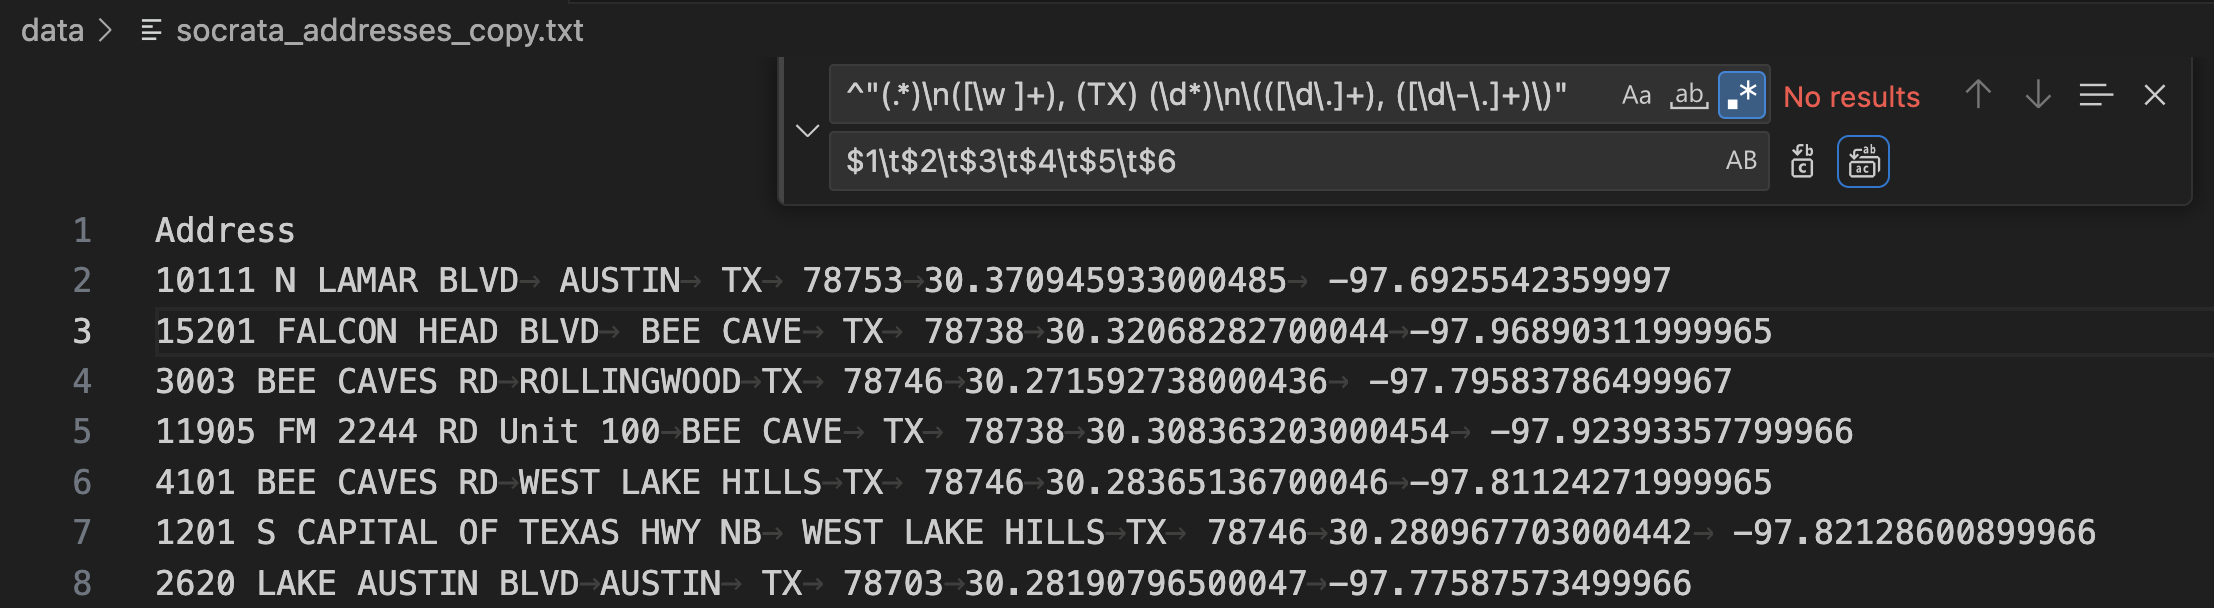 data > socrata_addresses_copy.txt
^"(.*)\n([\w ]+), (TX) (\d*)\n\(([\d\.]+), ([\d\-\.]+)\)" Aa ab .* No results
$1\t$2\t$3\t$4\t$5\t$6 AB
1 Address
2 10111 N LAMAR BLVD→ AUSTIN→ TX→ 78753→30.370945933000485→ -97.6925542359997
3 15201 FALCON HEAD BLVD→ BEE CAVE→ TX→ 78738→30.32068282700044→-97.96890311999965
4 3003 BEE CAVES RD→ROLLINGWOOD→TX→ 78746→30.271592738000436→ -97.79583786499967
5 11905 FM 2244 RD Unit 100→BEE CAVE→ TX→ 78738→30.308363203000454→ -97.92393357799966
6 4101 BEE CAVES RD→WEST LAKE HILLS→TX→ 78746→30.28365136700046→-97.81124271999965
7 1201 S CAPITAL OF TEXAS HWY NB→ WEST LAKE HILLS→TX→ 78746→30.280967703000442→ -97.82128600899966
8 2620 LAKE AUSTIN BLVD→AUSTIN→ TX→ 78703→30.28190796500047→-97.77587573499966